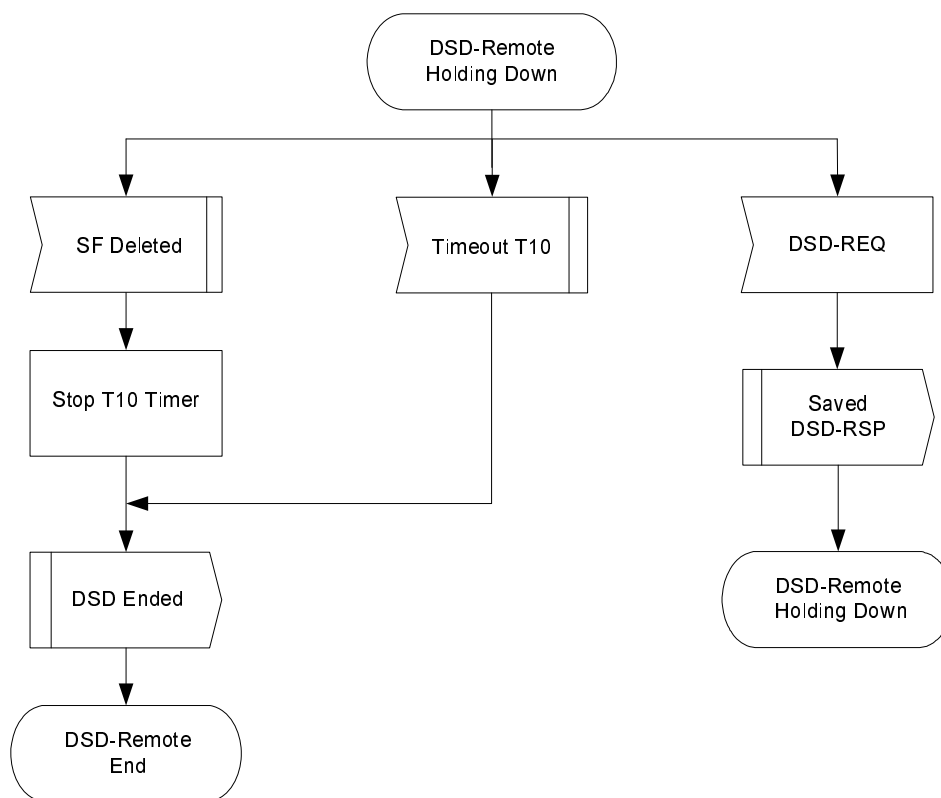 DSD-Remote
Holding Down
SF Deleted
Timeout T10
DSD-REQ
Stop T10 Timer
Saved
DSD-RSP
DSD Ended
DSD-Remote
Holding Down
DSD-Remote
End